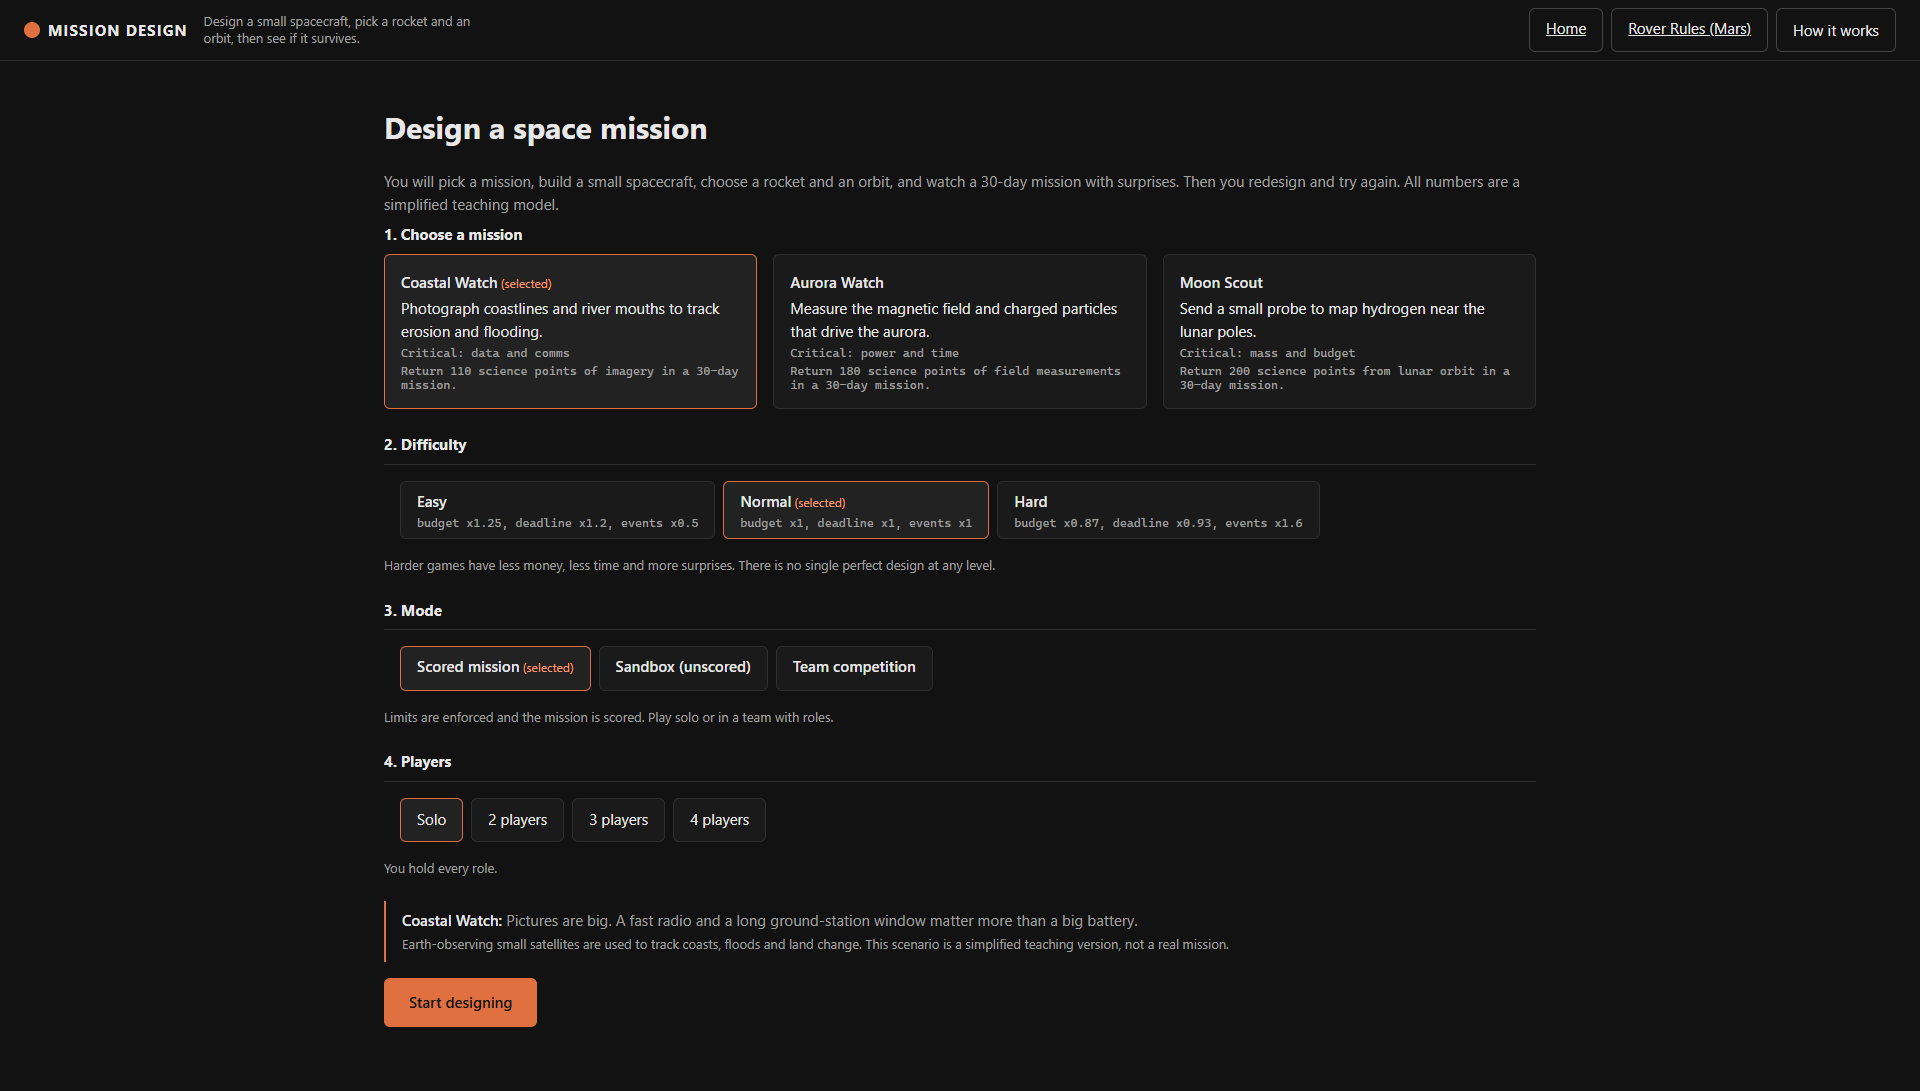 MISSION DESIGN
Design a small spacecraft, pick a rocket and an
orbit, then see if it survives.
Home
Rover Rules (Mars)
How it works
Design a space mission
You will pick a mission, build a small spacecraft, choose a rocket and an orbit, and watch a 30-day mission with surprises. Then you redesign and try again. All numbers are a
simplified teaching model.
1. Choose a mission
Coastal Watch (selected)
Photograph coastlines and river mouths to track
erosion and flooding.
Critical: data and comms
Return 110 science points of imagery in a 30-day
mission.
Aurora Watch
Measure the magnetic field and charged particles
that drive the aurora.
Critical: power and time
Return 180 science points of field measurements
in a 30-day mission.
Moon Scout
Send a small probe to map hydrogen near the
lunar poles.
Critical: mass and budget
Return 200 science points from lunar orbit in a
30-day mission.
2. Difficulty
Easy
budget x1.25, deadline x1.2, events x0.5
Normal (selected)
budget x1, deadline x1, events x1
Hard
budget x0.87, deadline x0.93, events x1.6
Harder games have less money, less time and more surprises. There is no single perfect design at any level.
3. Mode
Scored mission (selected)
Sandbox (unscored)
Team competition
Limits are enforced and the mission is scored. Play solo or in a team with roles.
4. Players
Solo
2 players
3 players
4 players
You hold every role.
Coastal Watch: Pictures are big. A fast radio and a long ground-station window matter more than a big battery.
Earth-observing small satellites are used to track coasts, floods and land change. This scenario is a simplified teaching version, not a real mission.
Start designing